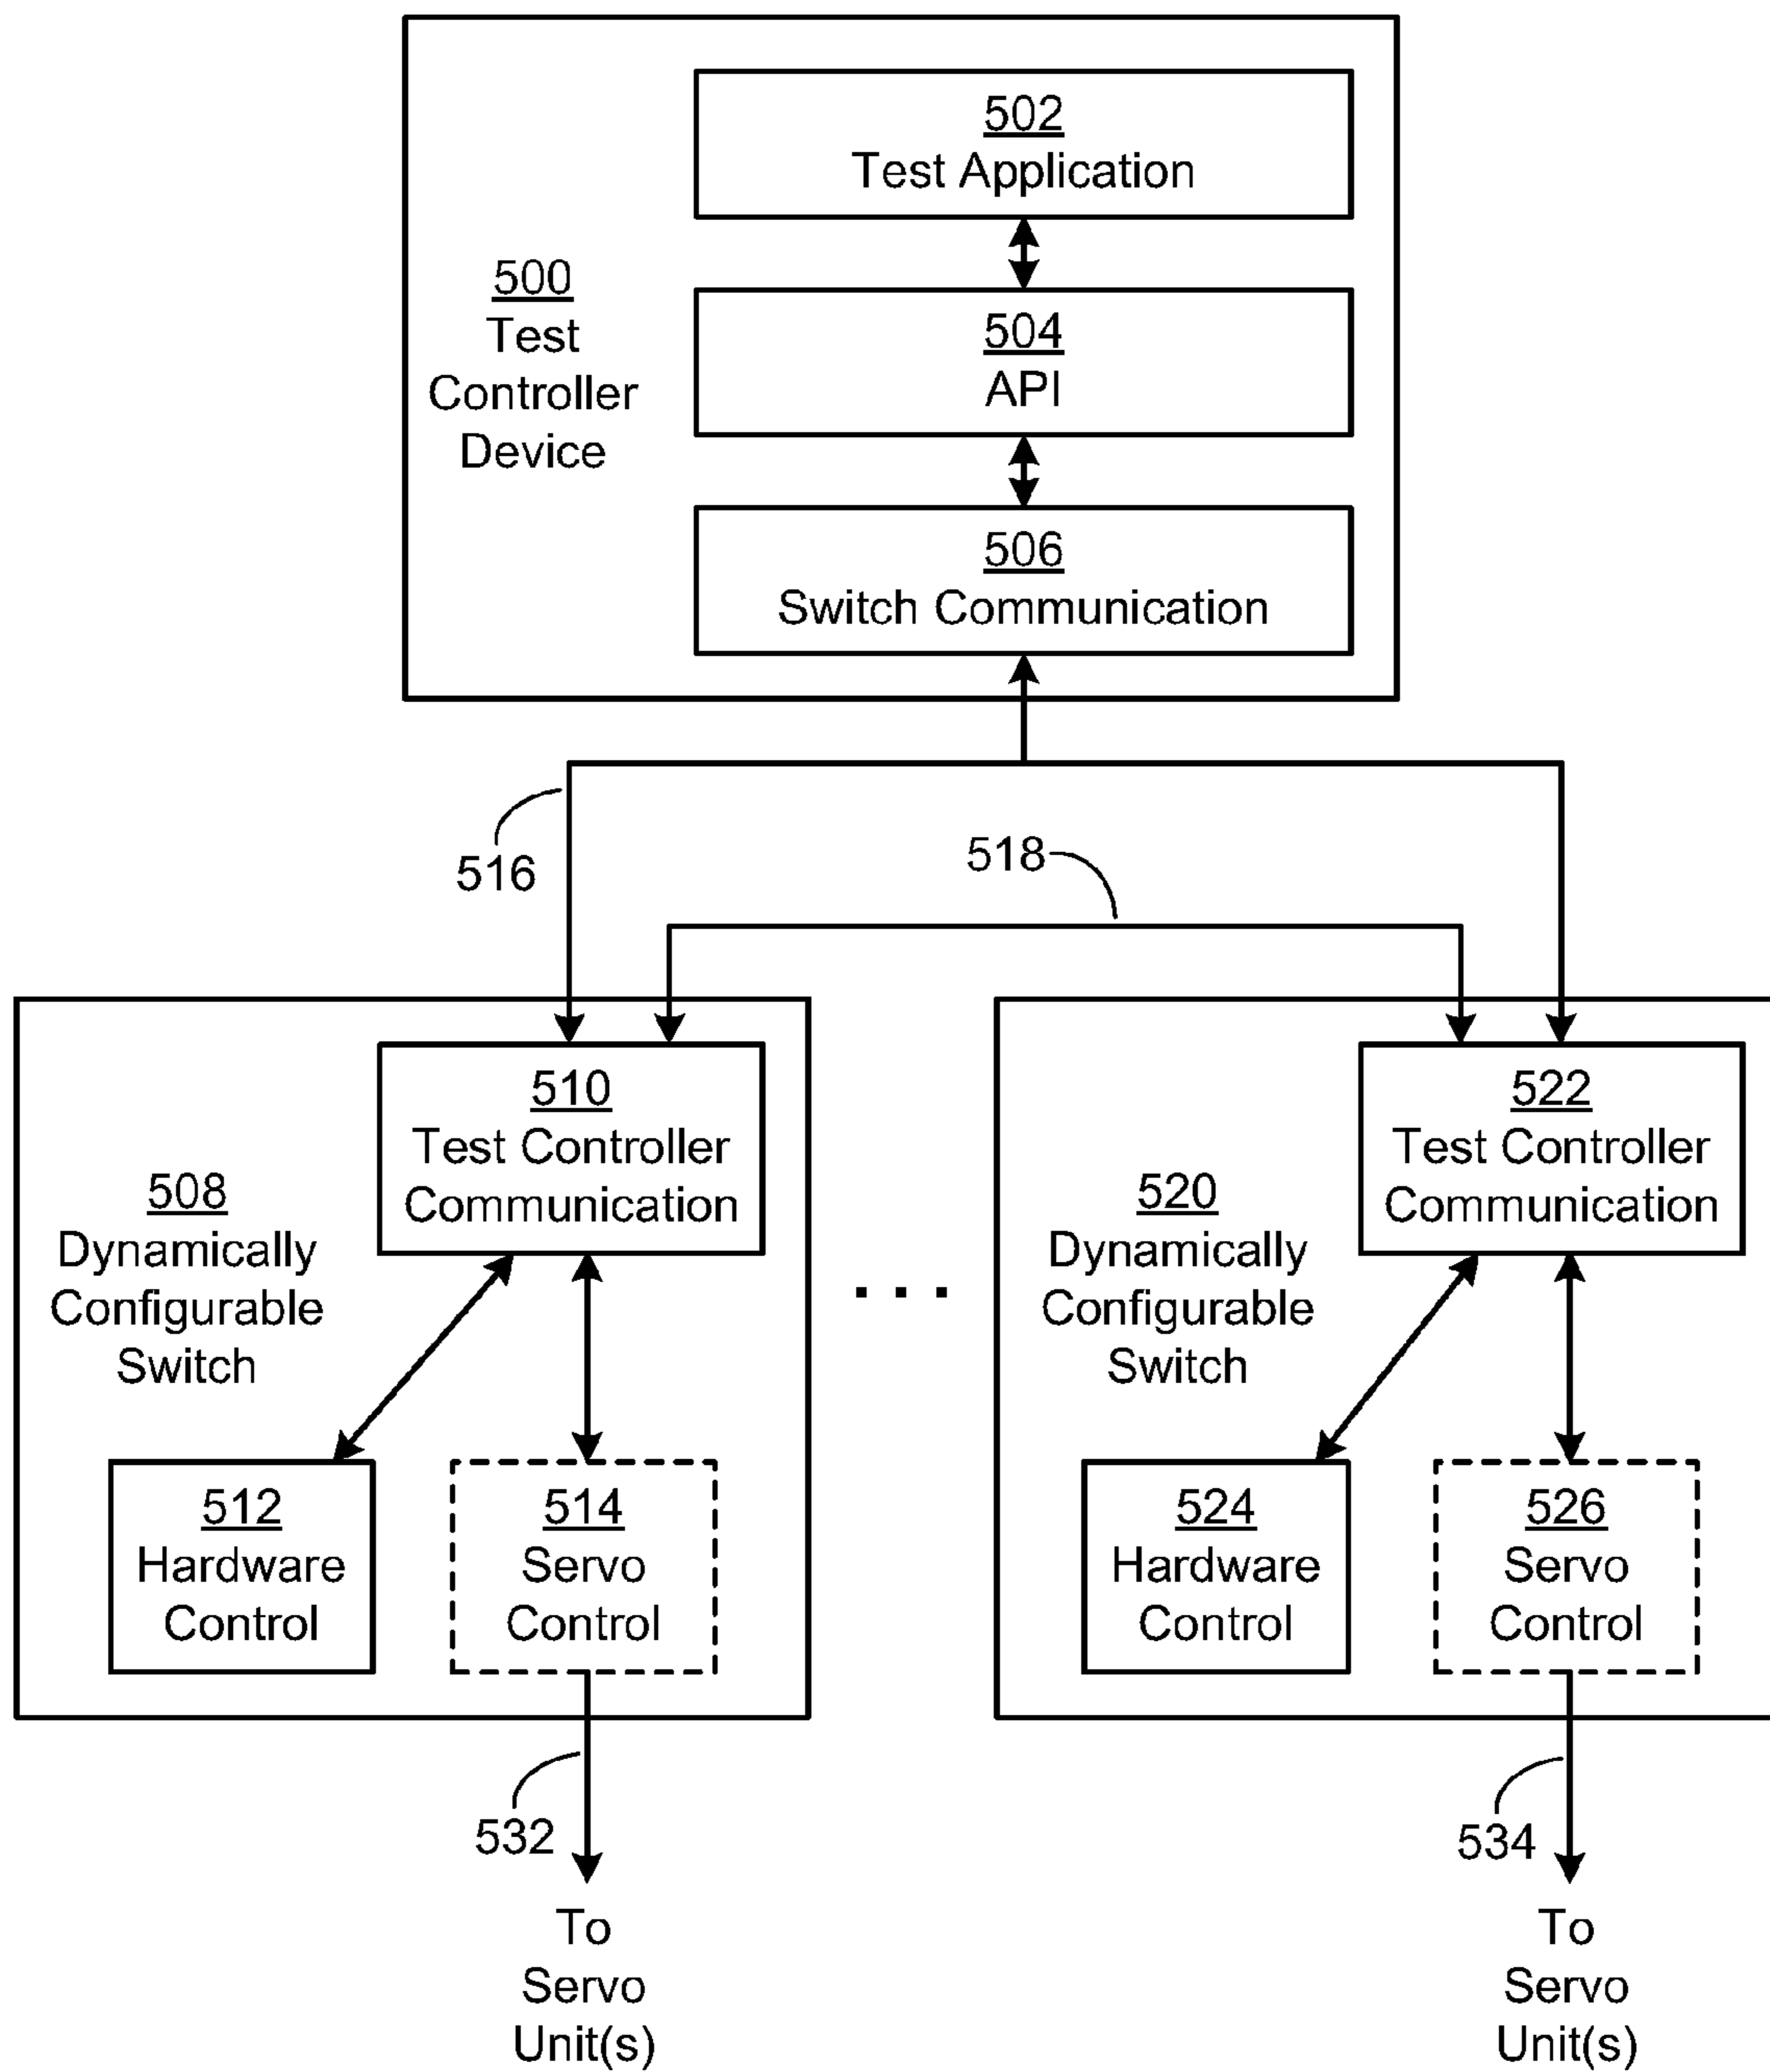 502
Test Application
500
Test
Controller
Device
504
API
506
Switch Communication
516
518
510
Test Controller
Communication
508
Dynamically
Configurable
Switch
512
Hardware
Control
514
Servo
Control
. . .
522
Test Controller
Communication
520
Dynamically
Configurable
Switch
524
Hardware
Control
526
Servo
Control
532
To
Servo
Unit(s)
534
To
Servo
Unit(s)